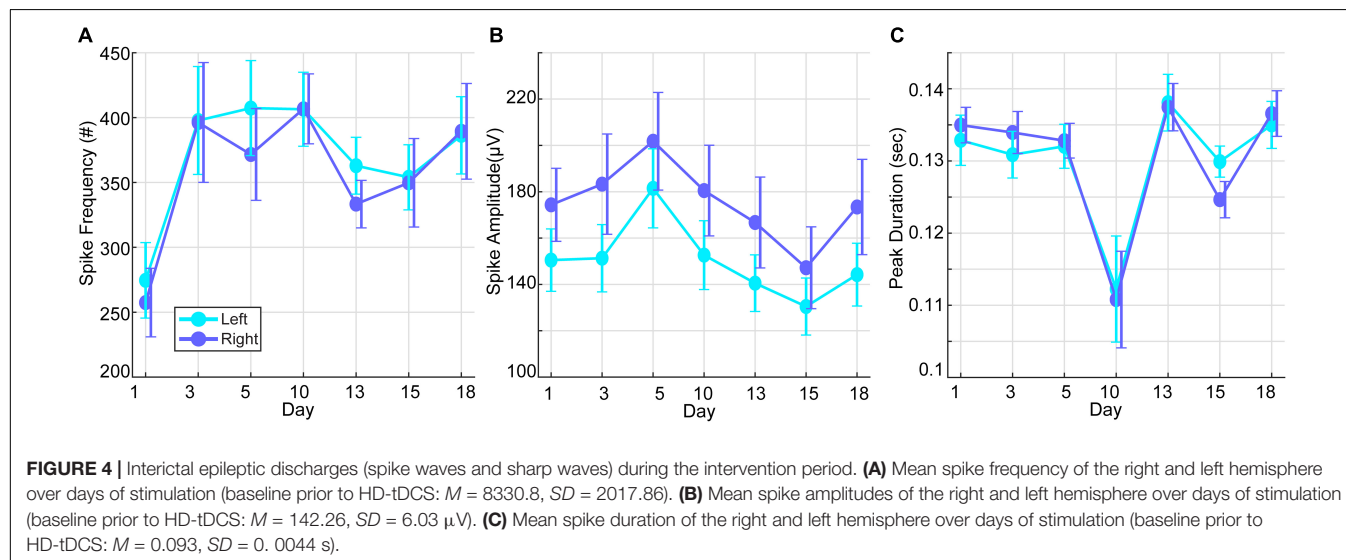 A
B
C
450
400
350
300
250
200
Spike Frequency (#)
Left
Right
1 3 5 10 13 15 18
Day
220
180
140
100
Spike Amplitude(µV)
1 3 5 10 13 15 18
Day
0.14
0.13
0.12
0.11
0.1
Peak Duration (sec)
1 3 5 10 13 15 18
Day
FIGURE 4 | Interictal epileptic discharges (spike waves and sharp waves) during the intervention period. (A) Mean spike frequency of the right and left hemisphere
over days of stimulation (baseline prior to HD-tDCS: M = 8330.8, SD = 2017.86). (B) Mean spike amplitudes of the right and left hemisphere over days of stimulation
(baseline prior to HD-tDCS: M = 142.26, SD = 6.03 µV). (C) Mean spike duration of the right and left hemisphere over days of stimulation (baseline prior to
HD-tDCS: M = 0.093, SD = 0. 0044 s).